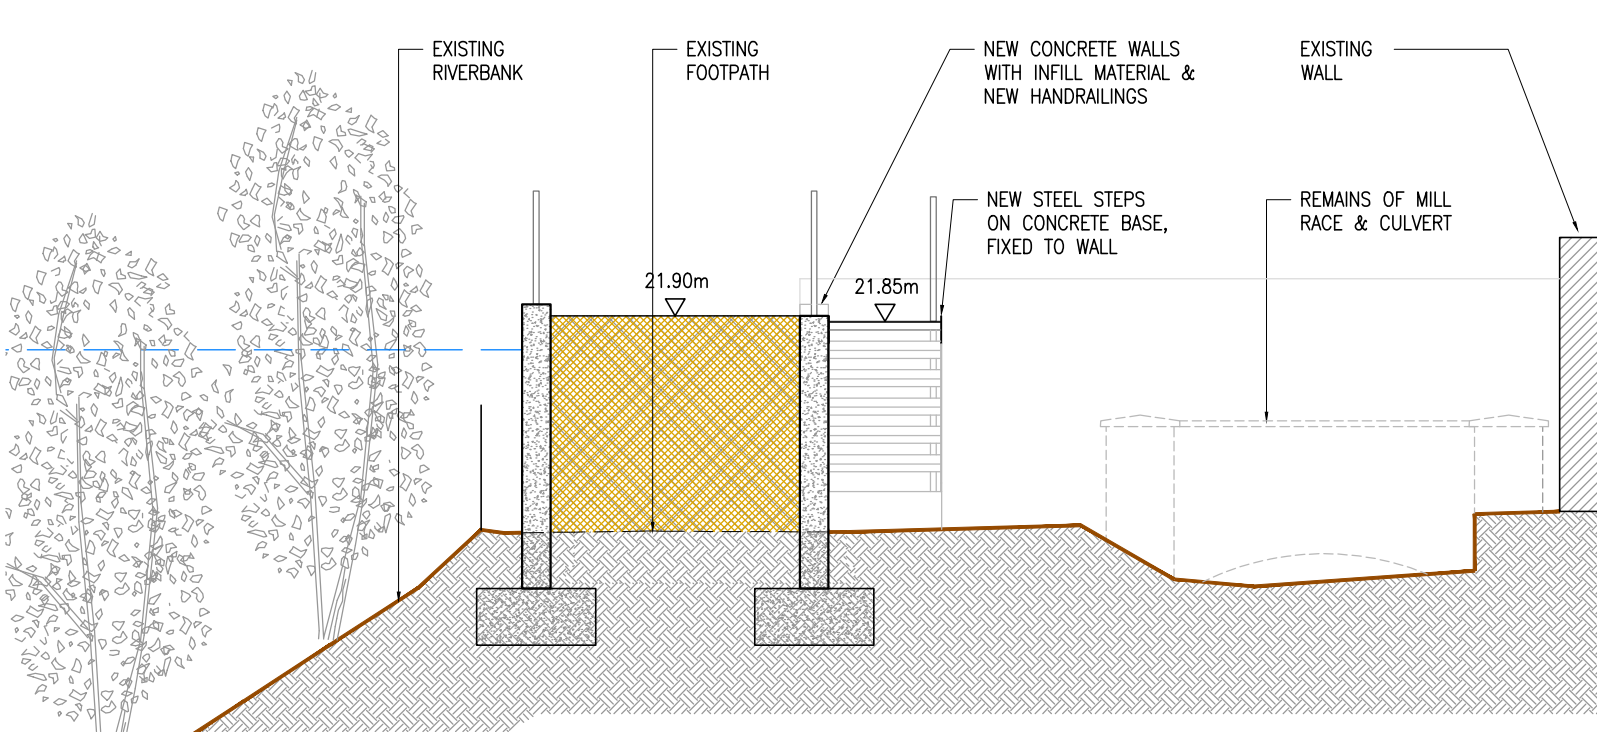 EXISTING
RIVERBANK
EXISTING
FOOTPATH
NEW CONCRETE WALLS
WITH INFILL MATERIAL &
NEW HANDRAILINGS
EXISTING
WALL
NEW STEEL STEPS
ON CONCRETE BASE,
FIXED TO WALL
REMAINS OF MILL
RACE & CULVERT
21.90m
21.85m